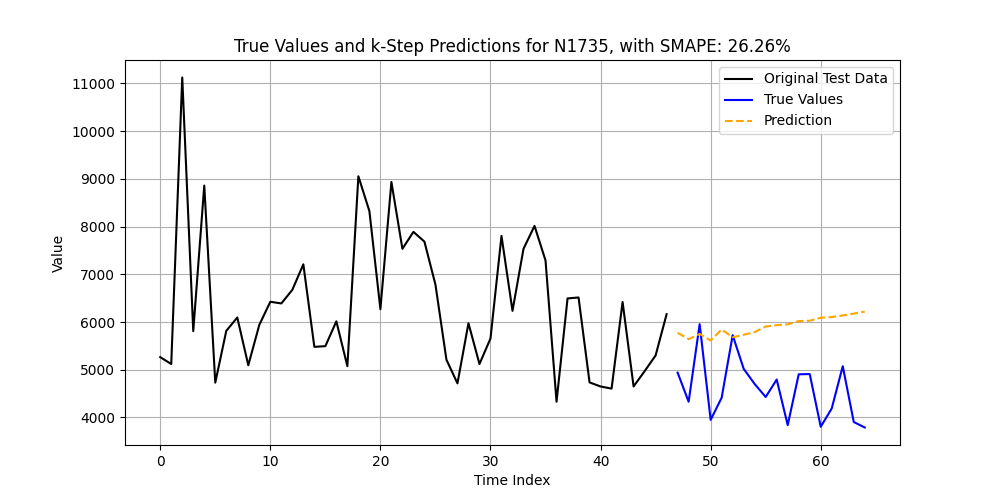 True Values and k-Step Predictions for N1735, with SMAPE: 26.26%
Original Test Data
True Values
Prediction
Value
11000
10000
9000
8000
7000
6000
5000
4000
0 10 20 30 40 50 60
Time Index